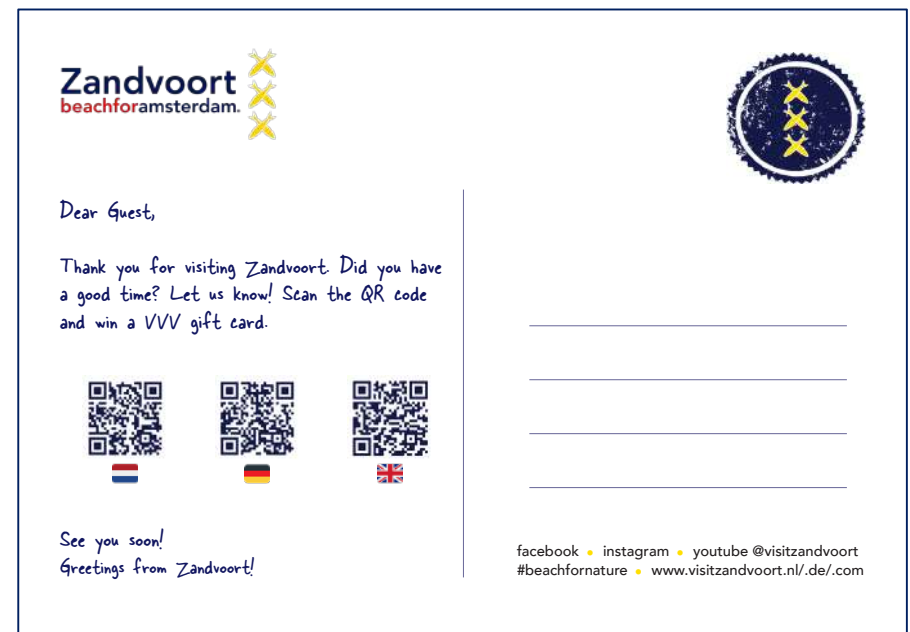 Zandvoort
beachforamsterdam.
Dear Guest,
Thank you for visiting Zandvoort. Did you have
a good time? Let us know! Scan the QR code
and win a VVV gift card.
See you soon!
Greetings from Zandvoort!
facebook • instagram • youtube @visitzandvoort
#beachfornature • www.visitzandvoort.nl/.de/.com